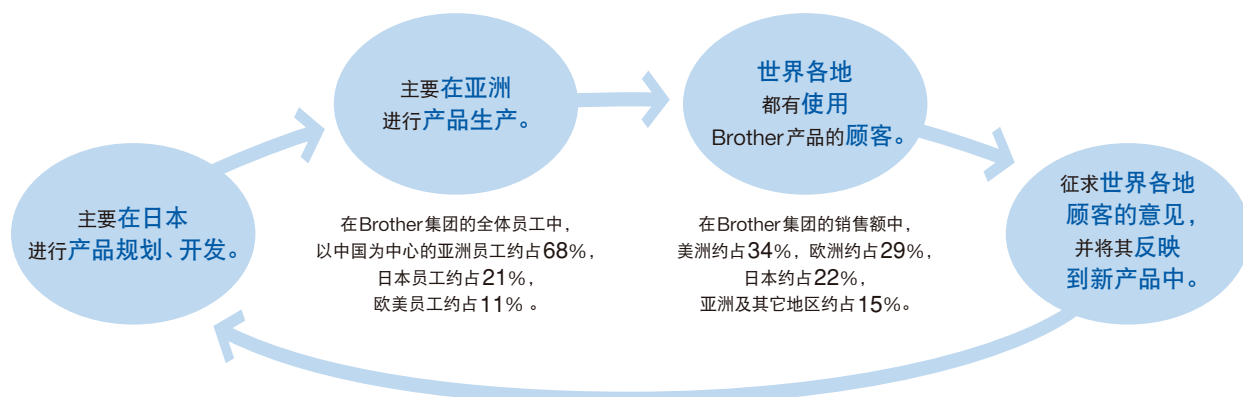 主要在日本
进行产品规划、开发。
主要在亚洲
进行产品生产。
在Brother集团的全体员工中，
以中国为中心的亚洲员工约占68%，
日本员工约占21%，
欧美员工约占11% 。
世界各地
都有使用
Brother产品的顾客。
在Brother集团的销售额中，
美洲约占34%，欧洲约占29%，
日本约占22%，
亚洲及其它地区约占15%。
征求世界各地
顾客的意见，
并将其反映
到新产品中。